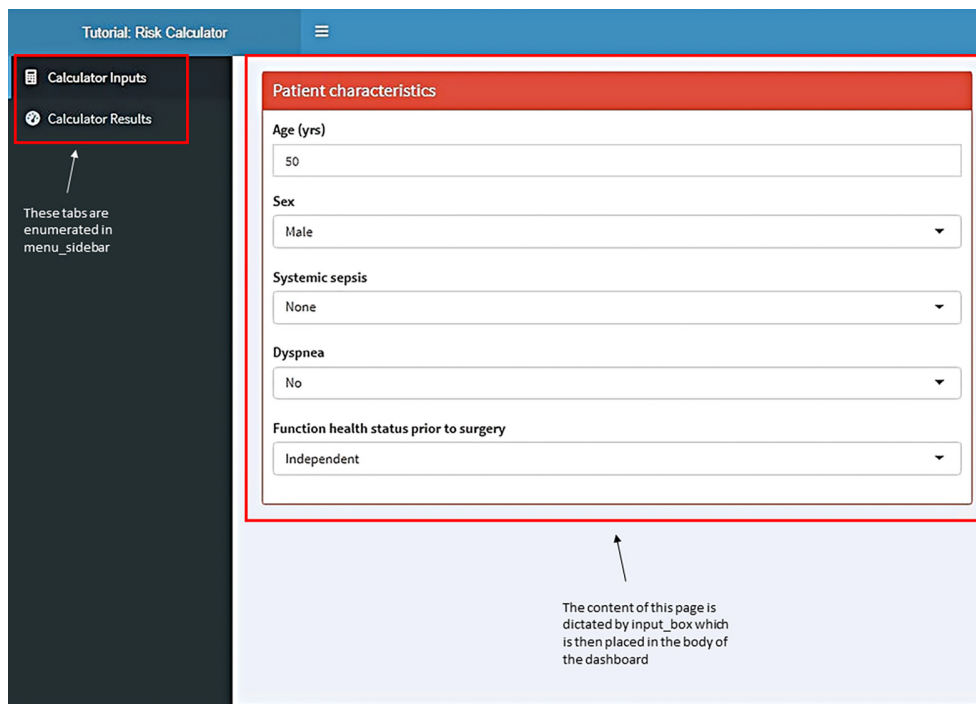 Tutorial: Risk Calculator
Calculator Inputs
Calculator Results
These tabs are
enumerated in
menu_sidebar
Patient characteristics
Age (yrs)
50
Sex
Male
Systemic sepsis
None
Dyspnea
No
Function health status prior to surgery
Independent
The content of this page is
dictated by input_box which
is then placed in the body of
the dashboard